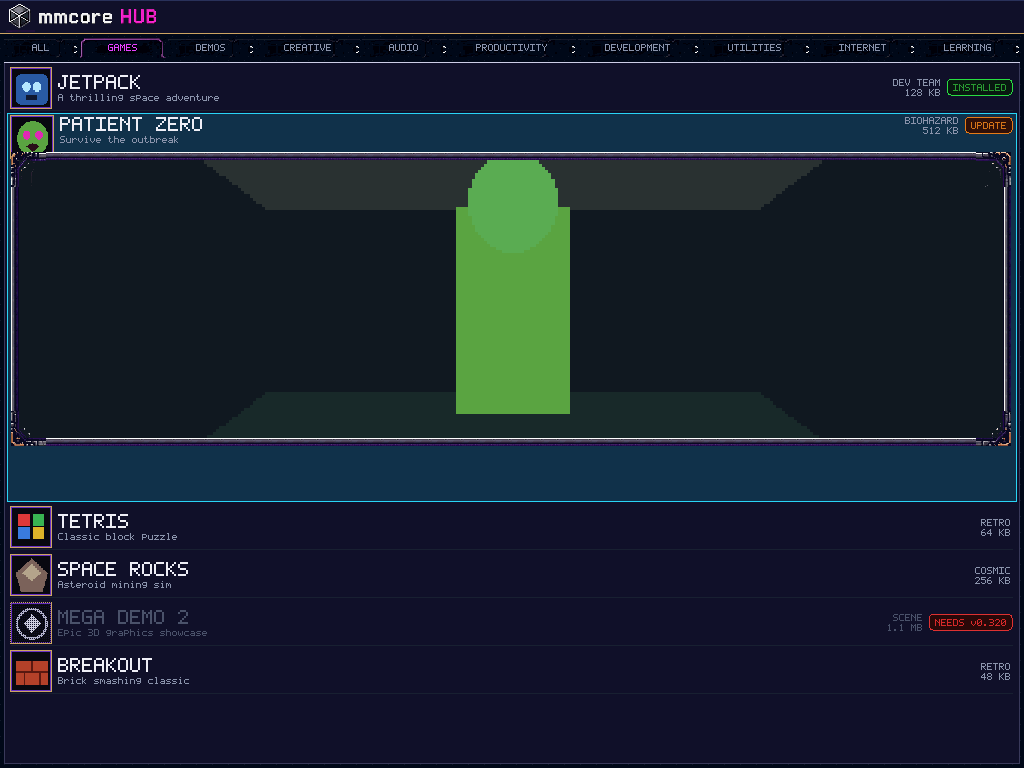 mmcore HUB
ALL GAMES DEMOS CREATIVE AUDIO PRODUCTIVITY DEVELOPMENT UTILITIES INTERNET LEARNING
JETPACK
A thrilling space adventure
DEV TEAM
128 KB
INSTALLED
PATIENT ZERO
Survive the outbreak
BIOHAZARD
512 KB
UPDATE
TETRIS
Classic block Puzzle
RETRO
64 KB
SPACE ROCKS
Asteroid mining sim
COSMIC
256 KB
MEGA DEMO 2
Epic 3D graphics showcase
SCENE
1.1 MB
NEEDS v0.320
BREAKOUT
Brick smashing classic
RETRO
48 KB